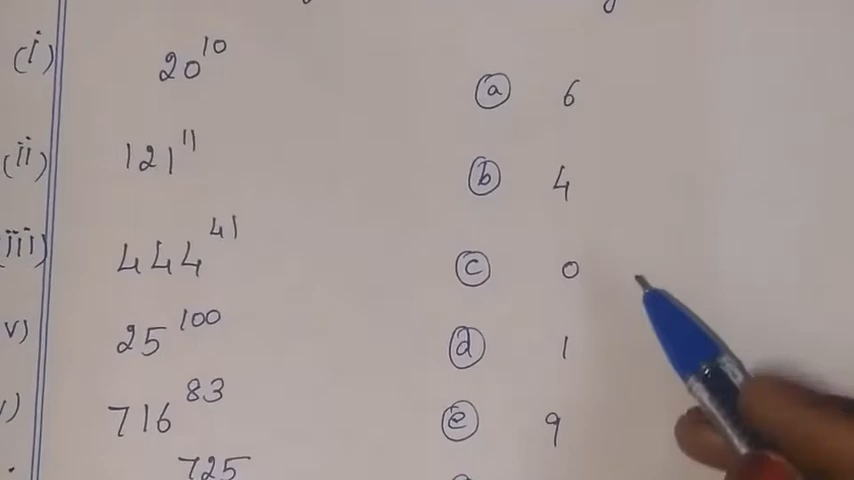 (i) 20^10 ⓐ 6
(ii) 121^11 ⓑ 4
(iii) 444^41 ⓒ 0
v) 25^100 ⓓ 1
) 716^83 ⓔ 9
725